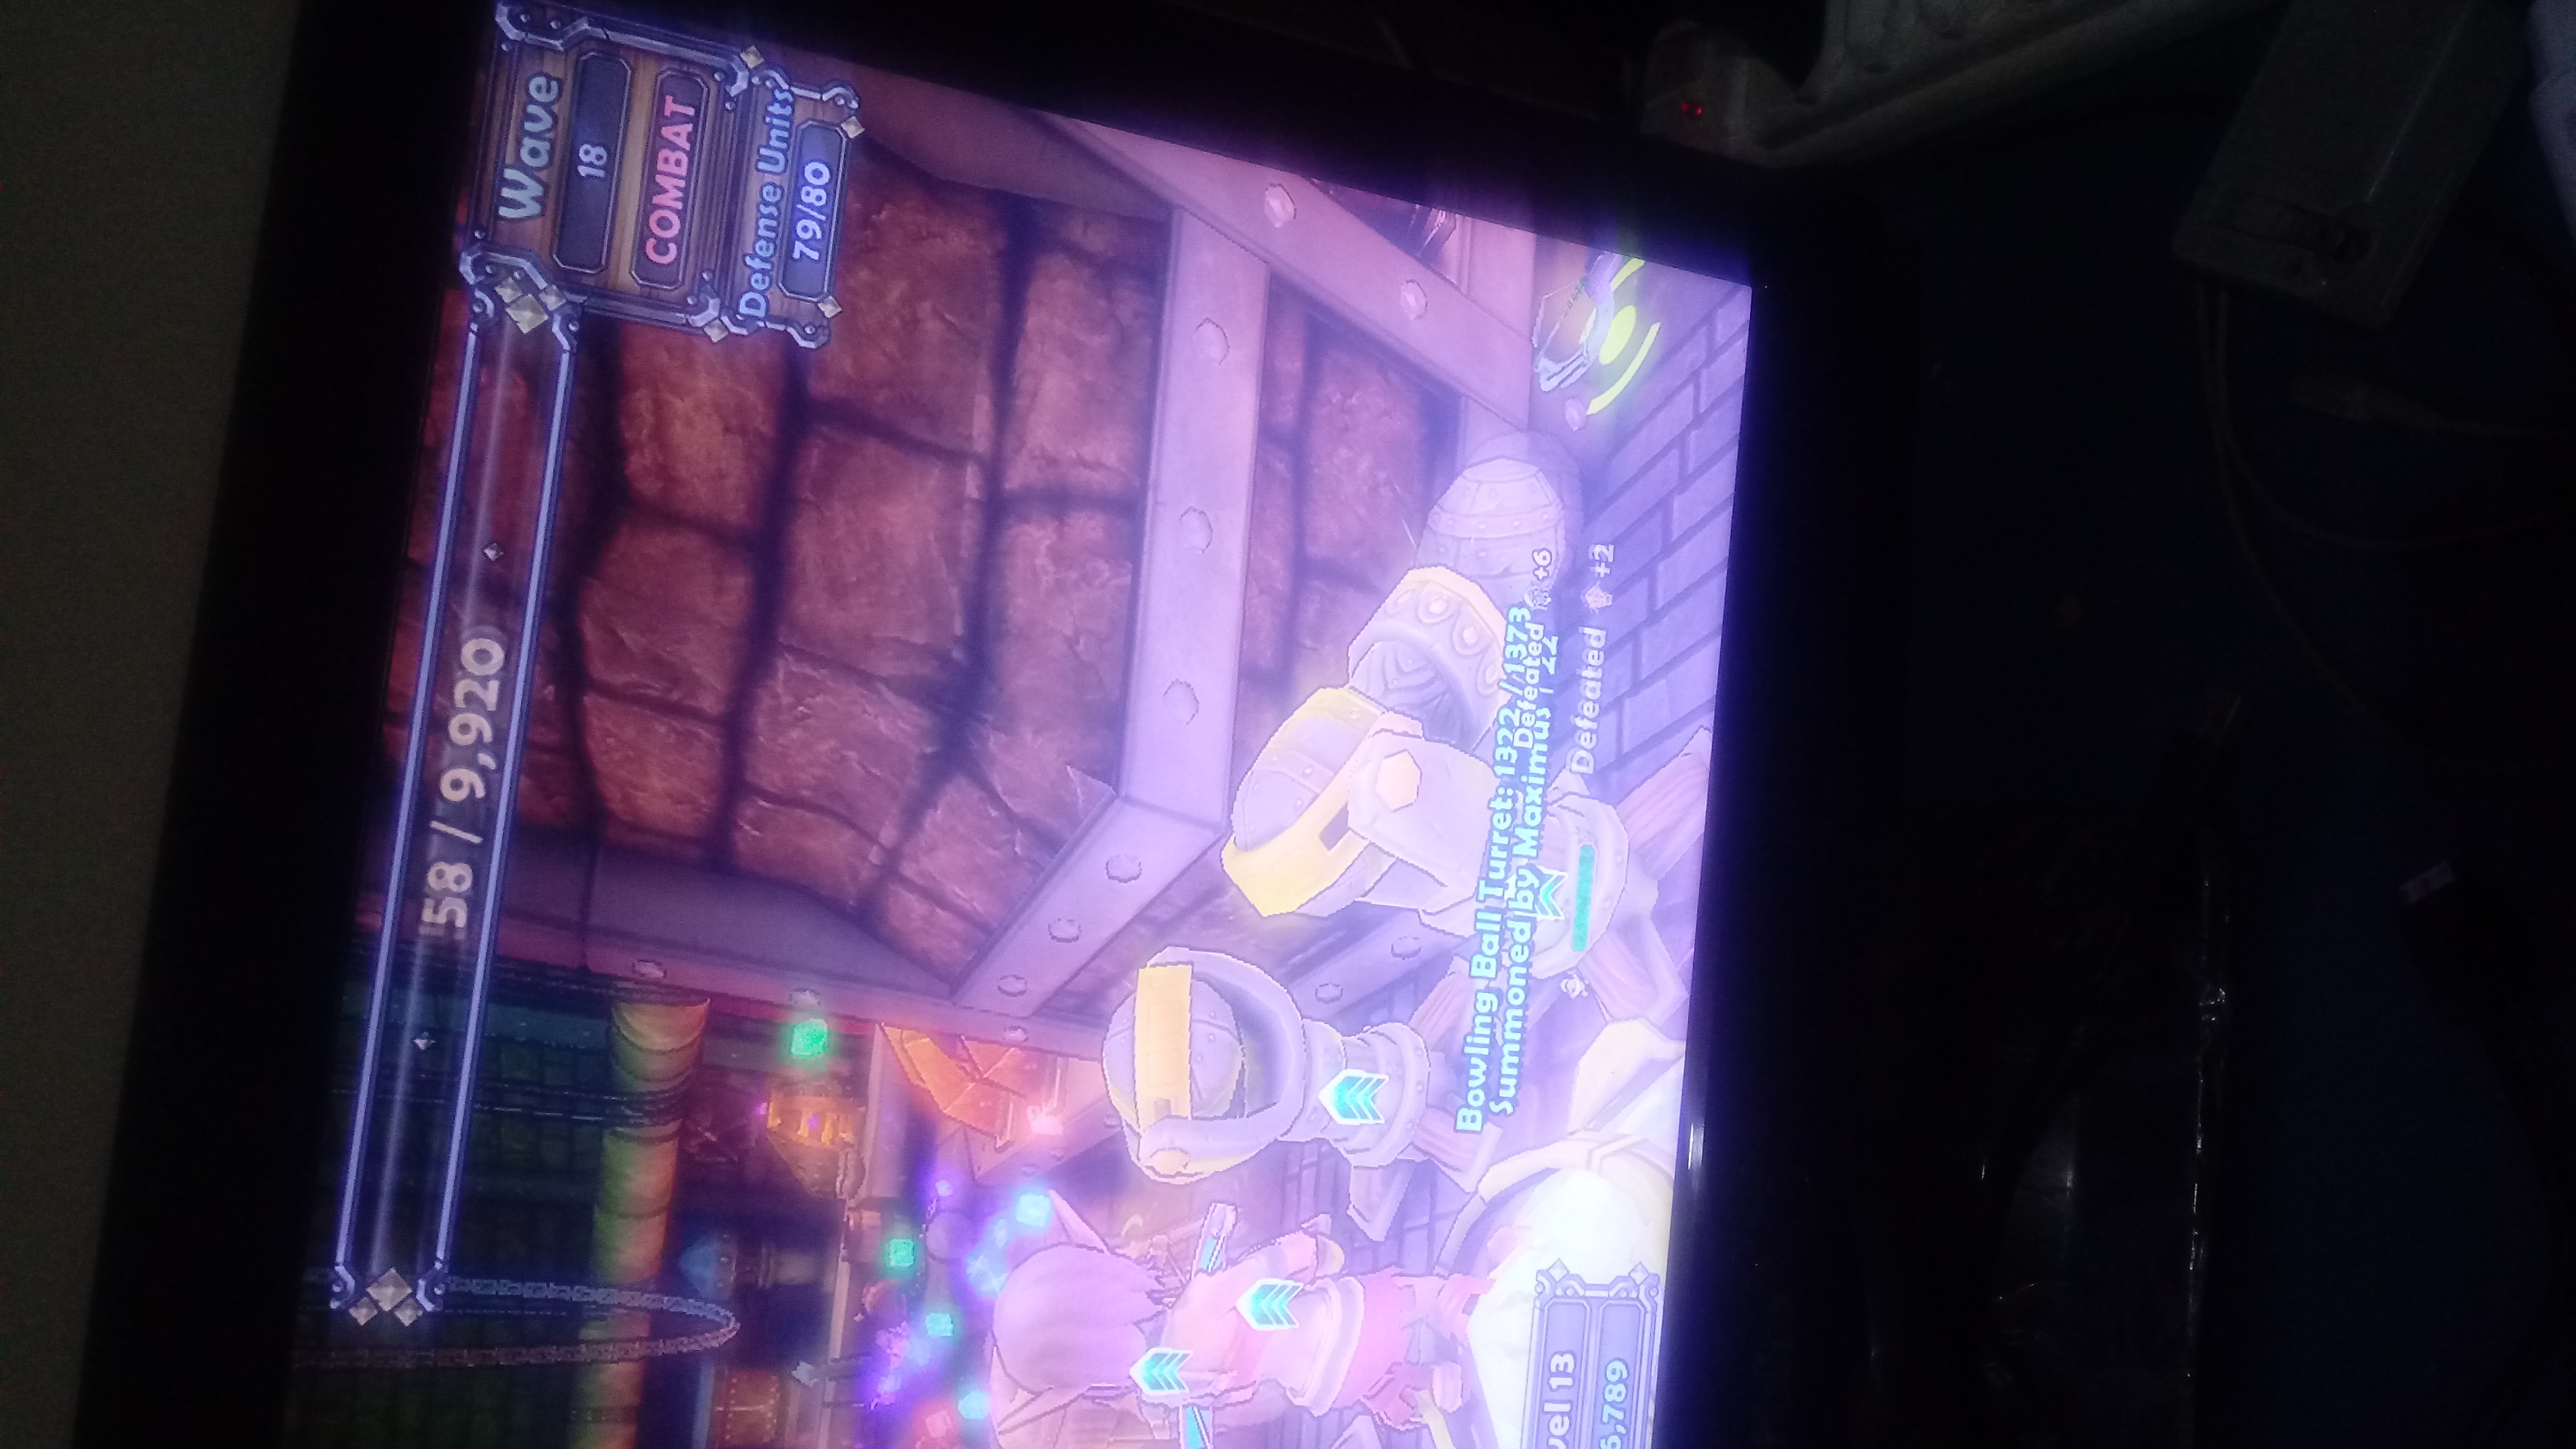 58 / 9,920
Wave
18
COMBAT
Defense Units
79/80
Bowling Ball Turret: 1322 / 1373
Summoned by Maximus | 22
Defeated +6
Defeated +2
vel 13
6,789